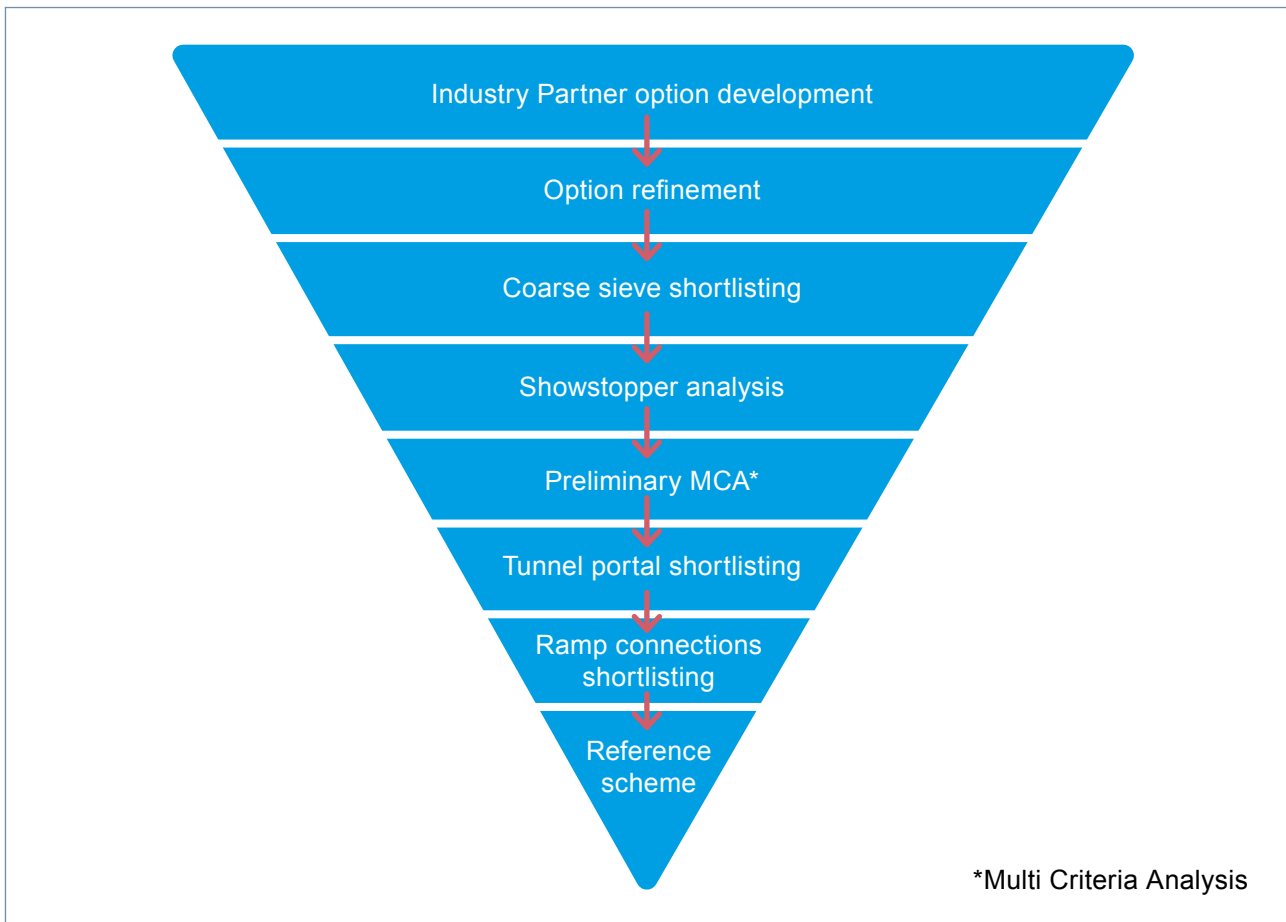 Industry Partner option development
Option refinement
Coarse sieve shortlisting
Showstopper analysis
Preliminary MCA*
Tunnel portal shortlisting
Ramp connections
shortlisting
Reference
scheme
*Multi Criteria Analysis